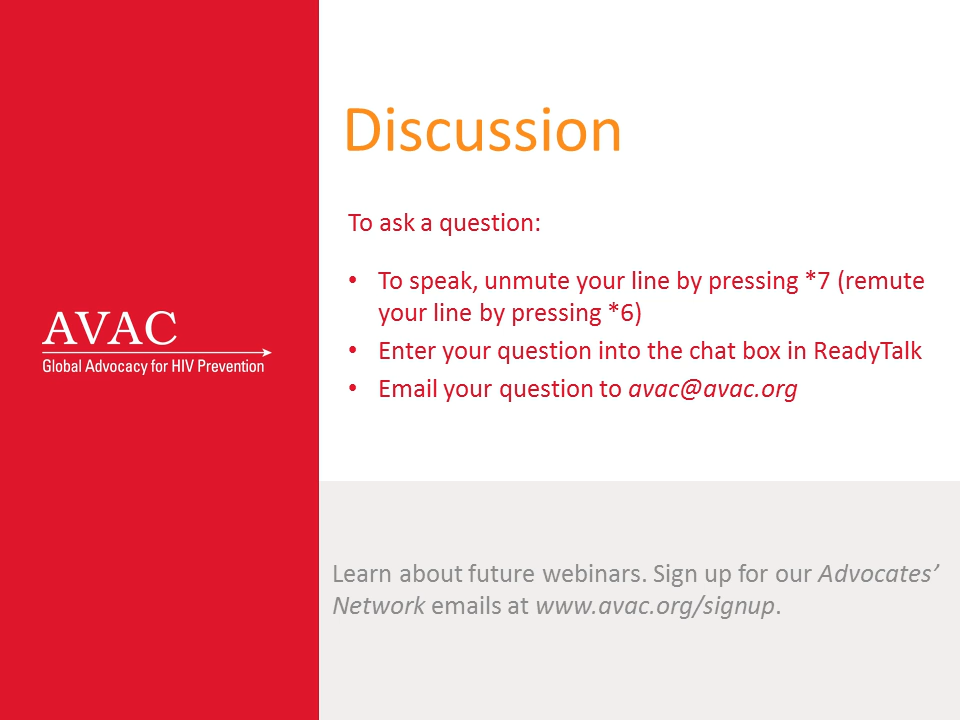 Discussion
To ask a question:
• To speak, unmute your line by pressing *7 (remute
your line by pressing *6)
• Enter your question into the chat box in ReadyTalk
• Email your question to avac@avac.org
AVAC
Global Advocacy for HIV Prevention
Learn about future webinars. Sign up for our Advocates’
Network emails at www.avac.org/signup.